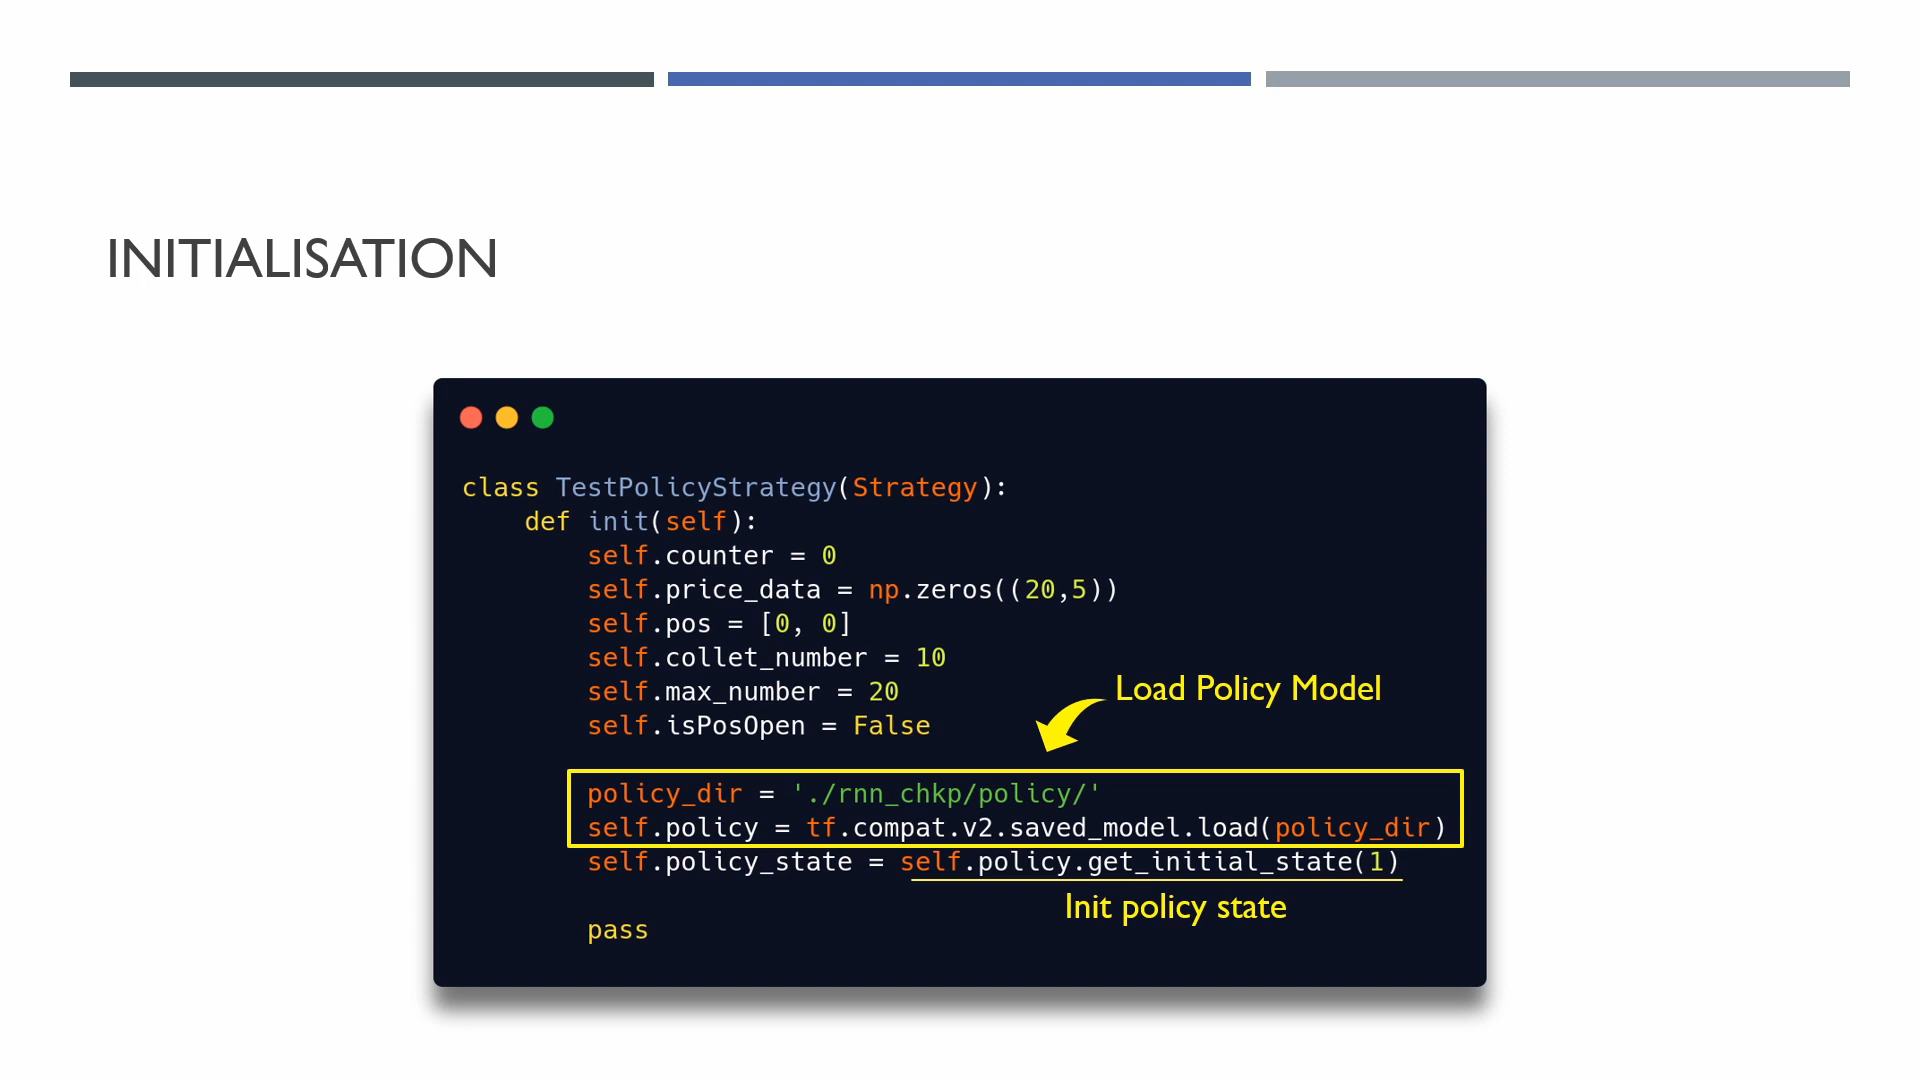 INITIALISATION
class TestPolicyStrategy(Strategy):
def init(self):
self.counter = 0
self.price_data = np.zeros((20,5))
self.pos = [0, 0]
self.collet_number = 10
self.max_number = 20
self.isPosOpen = False
Load Policy Model
policy_dir = './rnn_chkp/policy/'
self.policy = tf.compat.v2.saved_model.load(policy_dir)
self.policy_state = self.policy.get_initial_state(1)
Init policy state
pass